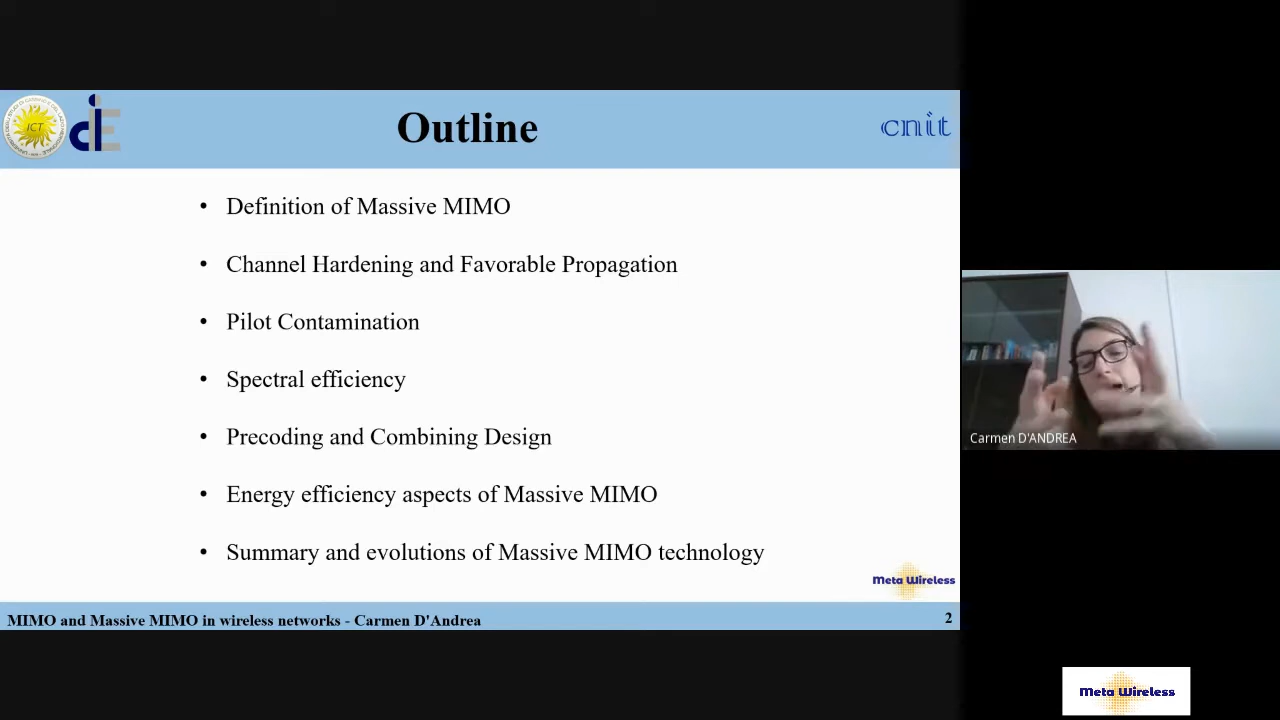 ICT
diE
Outline
cnit
• Definition of Massive MIMO
• Channel Hardening and Favorable Propagation
• Pilot Contamination
• Spectral efficiency
• Precoding and Combining Design
• Energy efficiency aspects of Massive MIMO
• Summary and evolutions of Massive MIMO technology
Meta Wireless
MIMO and Massive MIMO in wireless networks - Carmen D'Andrea
2
Carmen D'ANDREA
Meta Wireless